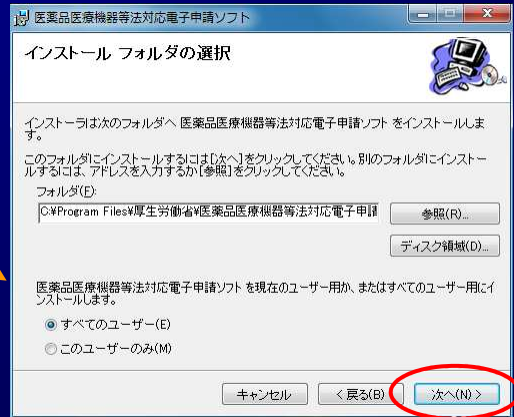 医薬品医療機器等法対応電子申請ソフト
インストール フォルダの選択
インストーラは次のフォルダへ 医薬品医療機器等法対応電子申請ソフト をインストールしま
す。
このフォルダにインストールするには[次へ]をクリックしてください。別のフォルダにインストー
ルするには、アドレスを入力するか[参照]をクリックしてください。
フォルダ(F):
C:¥Program Files¥厚生労働省¥医薬品医療機器等法対応電子申請
参照(R)...
ディスク領域(D)...
医薬品医療機器等法対応電子申請ソフト を現在のユーザー用か、またはすべてのユーザー用にイ
ンストールします。
すべてのユーザー(E)
このユーザーのみ(M)
キャンセル
< 戻る(B)
次へ(N) >